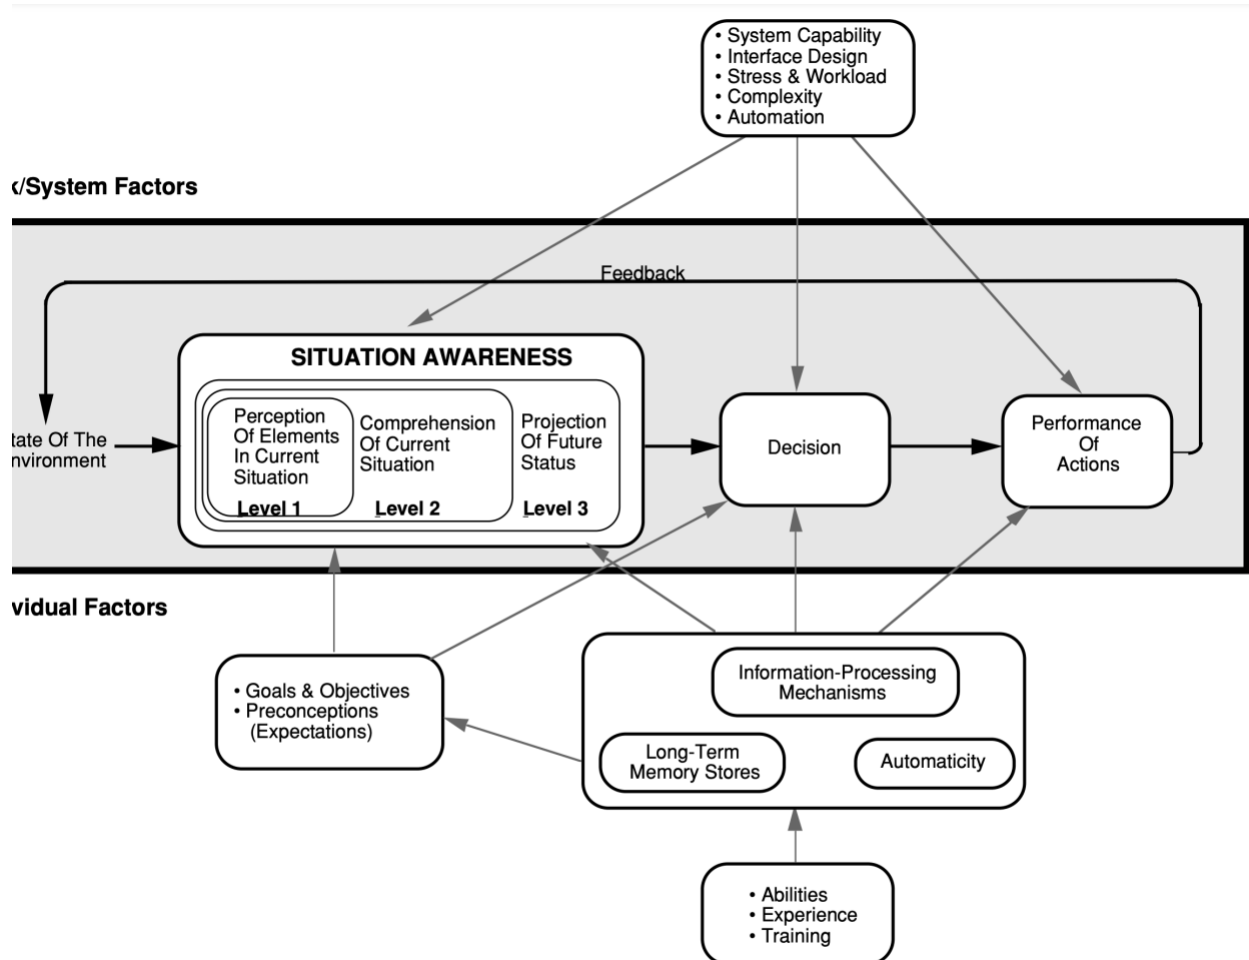 • System Capability
• Interface Design
• Stress & Workload
• Complexity
• Automation
/System Factors
Feedback
SITUATION AWARENESS
Perception
Of Elements
In Current
Situation
Level 1
Comprehension
Of Current
Situation
Level 2
Projection
Of Future
Status
Level 3
tate Of The
nvironment
Decision
Performance
Of
Actions
vidual Factors
• Goals & Objectives
• Preconceptions
(Expectations)
Information-Processing
Mechanisms
Long-Term
Memory Stores
Automaticity
• Abilities
• Experience
• Training